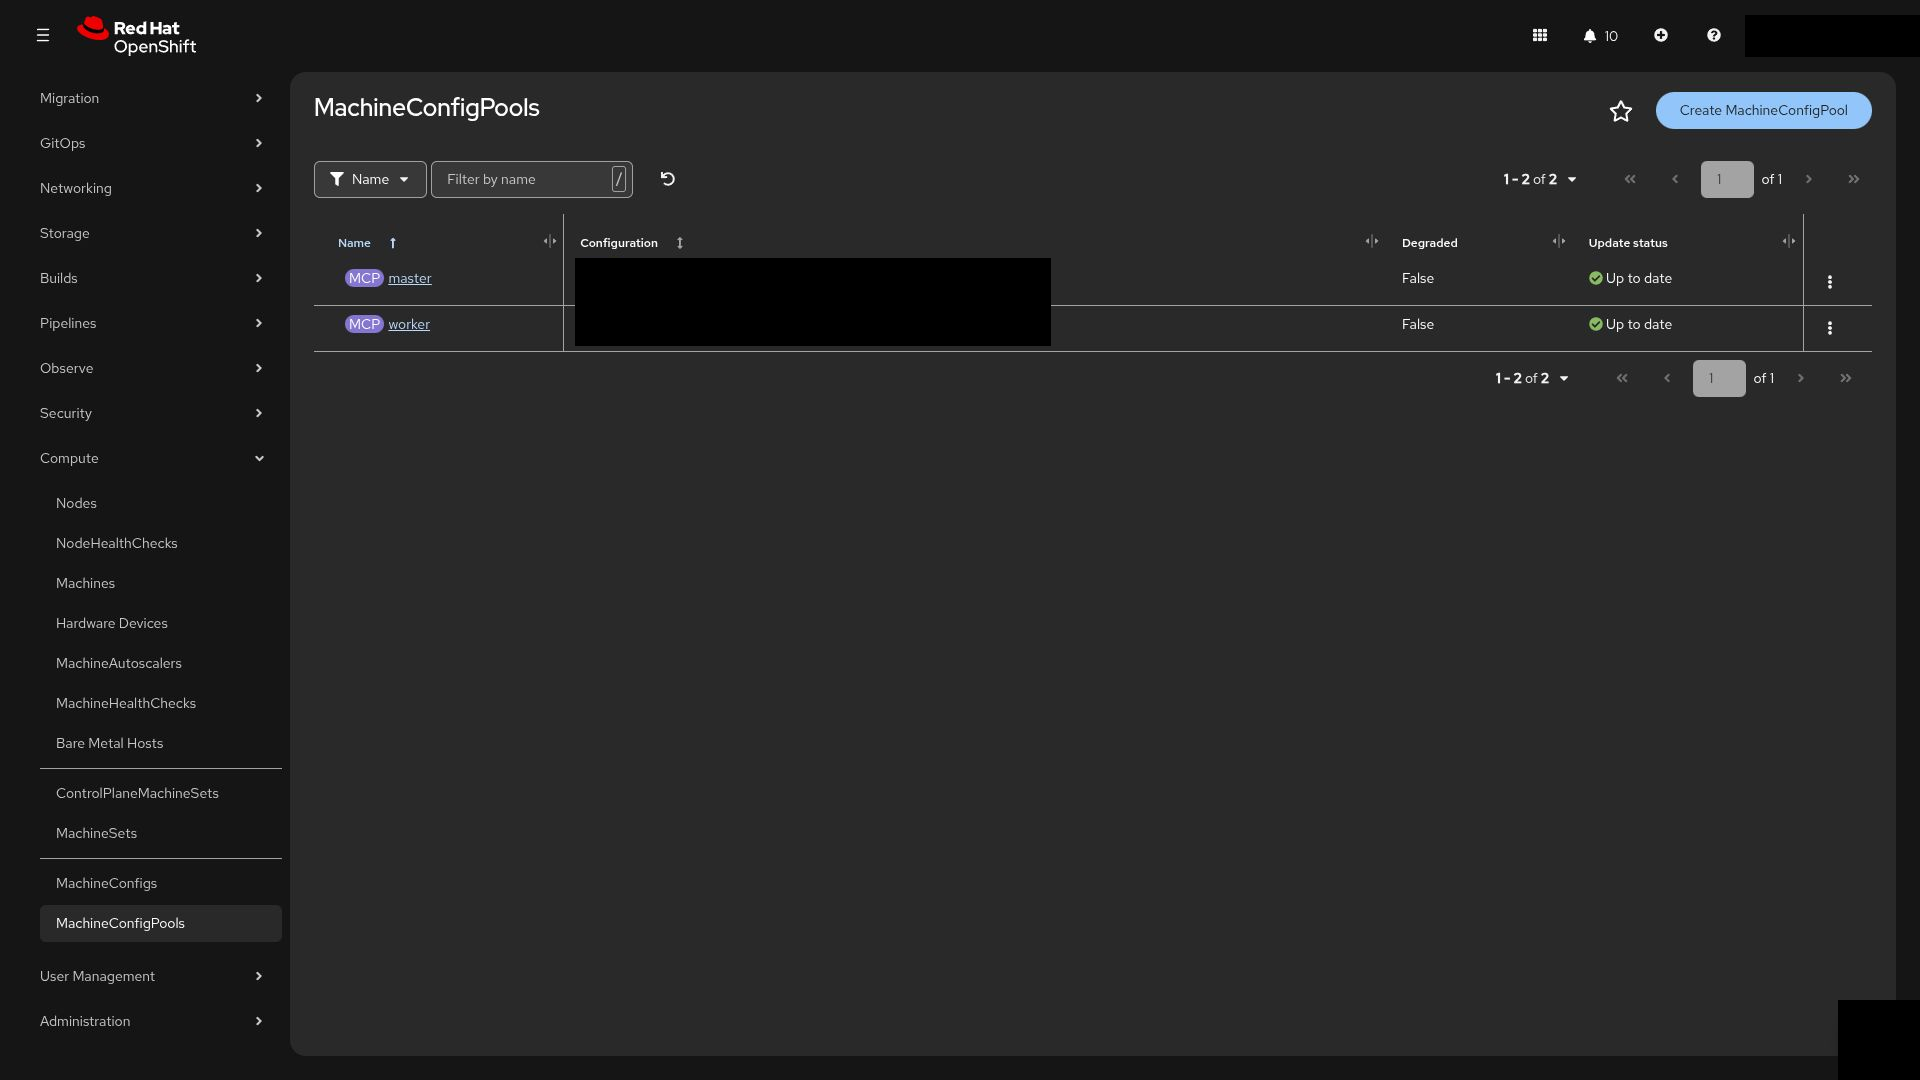 Red Hat
OpenShift
10
Migration
GitOps
Networking
Storage
Builds
Pipelines
Observe
Security
Compute
Nodes
NodeHealthChecks
Machines
Hardware Devices
MachineAutoscalers
MachineHealthChecks
Bare Metal Hosts
ControlPlaneMachineSets
MachineSets
MachineConfigs
MachineConfigPools
User Management
Administration
MachineConfigPools
Create MachineConfigPool
Name Filter by name / 1 - 2 of 2 1 of 1
Name Configuration Degraded Update status
MCP master False Up to date
MCP worker False Up to date
1 - 2 of 2 1 of 1